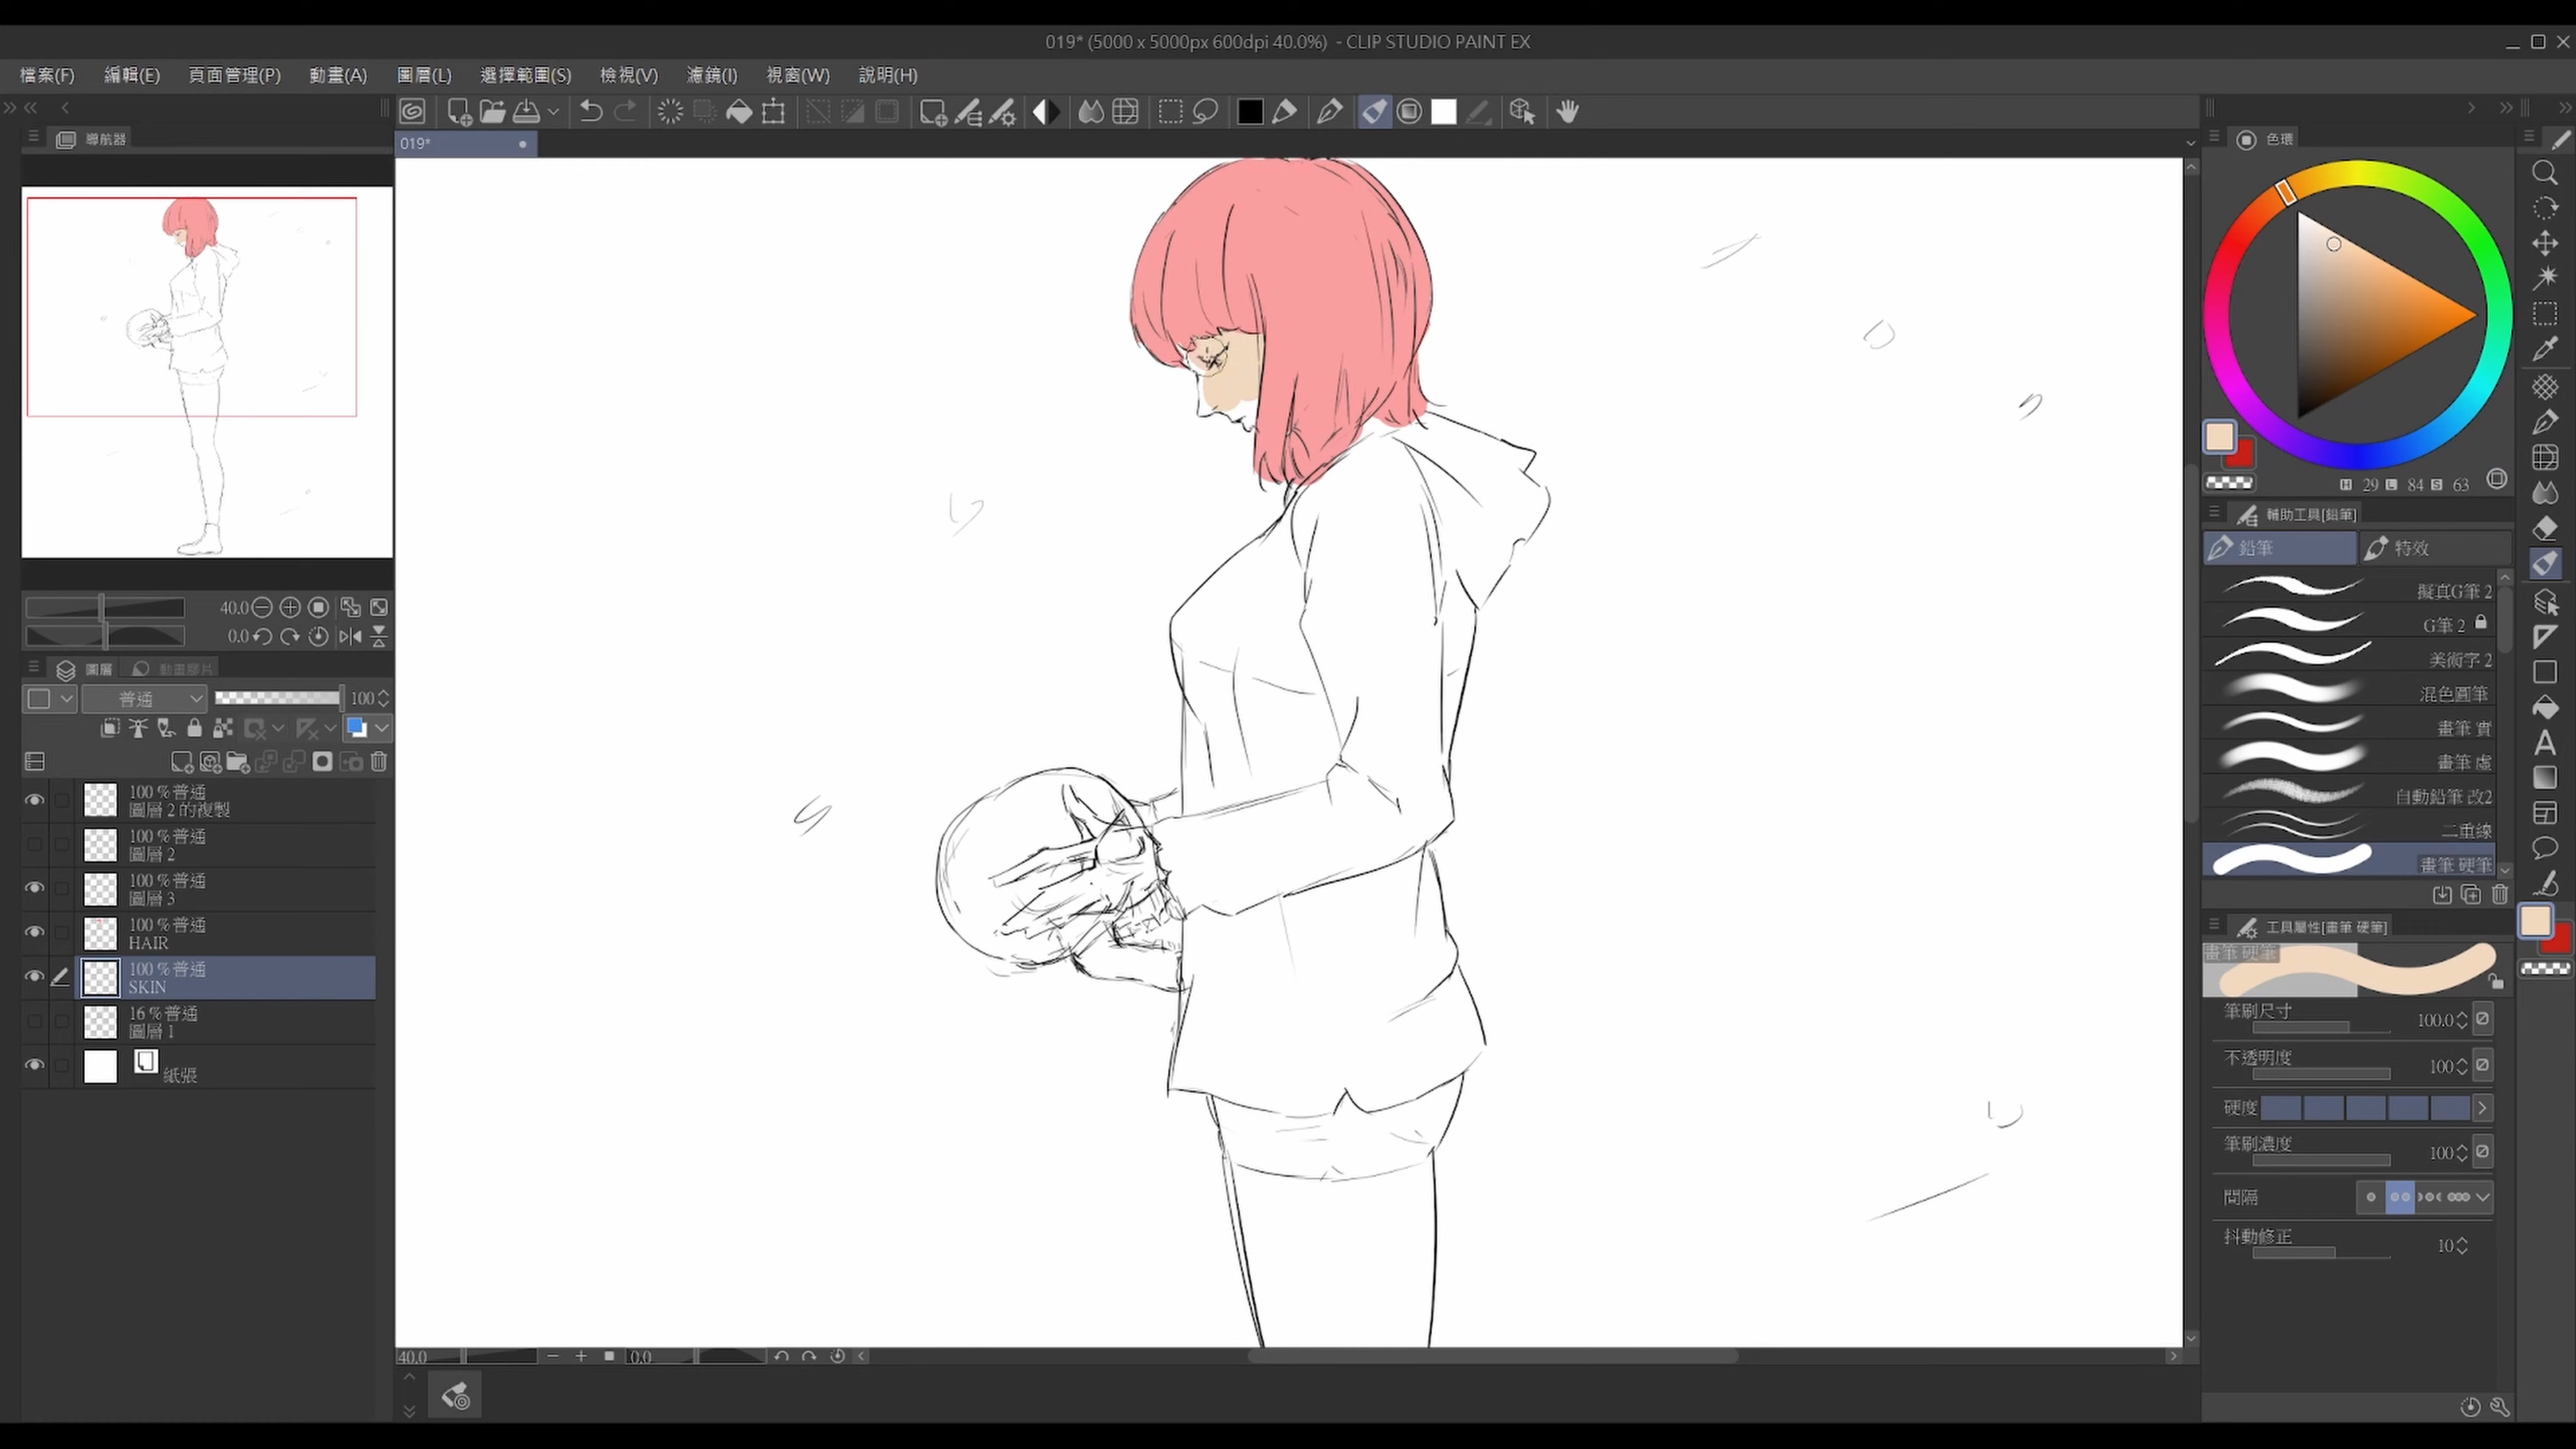 019* (5000 x 5000px 600dpi 40.0%) - CLIP STUDIO PAINT EX
檔案(F) 編輯(E) 頁面管理(P) 動畫(A) 圖層(L) 選擇範圍(S) 檢視(V) 濾鏡(I) 視窗(W) 說明(H)
導航器
019*
色環
40.0
0.0
圖層 動畫膠片
普通 100
100 %普通
圖層 2 的複製
100 %普通
圖層 2
100 %普通
圖層 3
100 %普通
HAIR
100 %普通
SKIN
16 %普通
圖層 1
紙張
40.0 0.0
H 29 L 84 S 63
輔助工具[鉛筆]
鉛筆 特效
擬真G筆 2
G筆 2
美術字 2
混色圓筆
畫筆 實
畫筆 虛
自動鉛筆 改2
二重線
畫筆 硬筆
工具屬性[畫筆 硬筆]
畫筆 硬筆
筆刷尺寸 100.0
不透明度 100
硬度
筆刷濃度 100
間隔
抖動修正 10